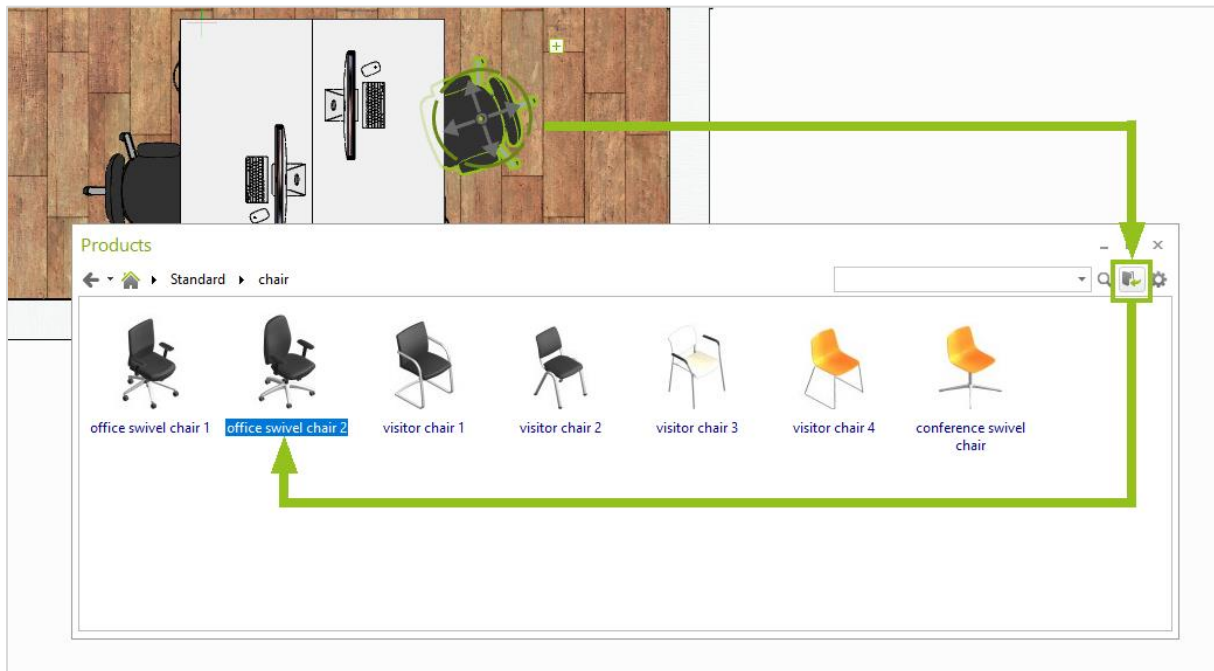 Products
Standard
chair
office swivel chair 1
office swivel chair 2
visitor chair 1
visitor chair 2
visitor chair 3
visitor chair 4
conference swivel
chair